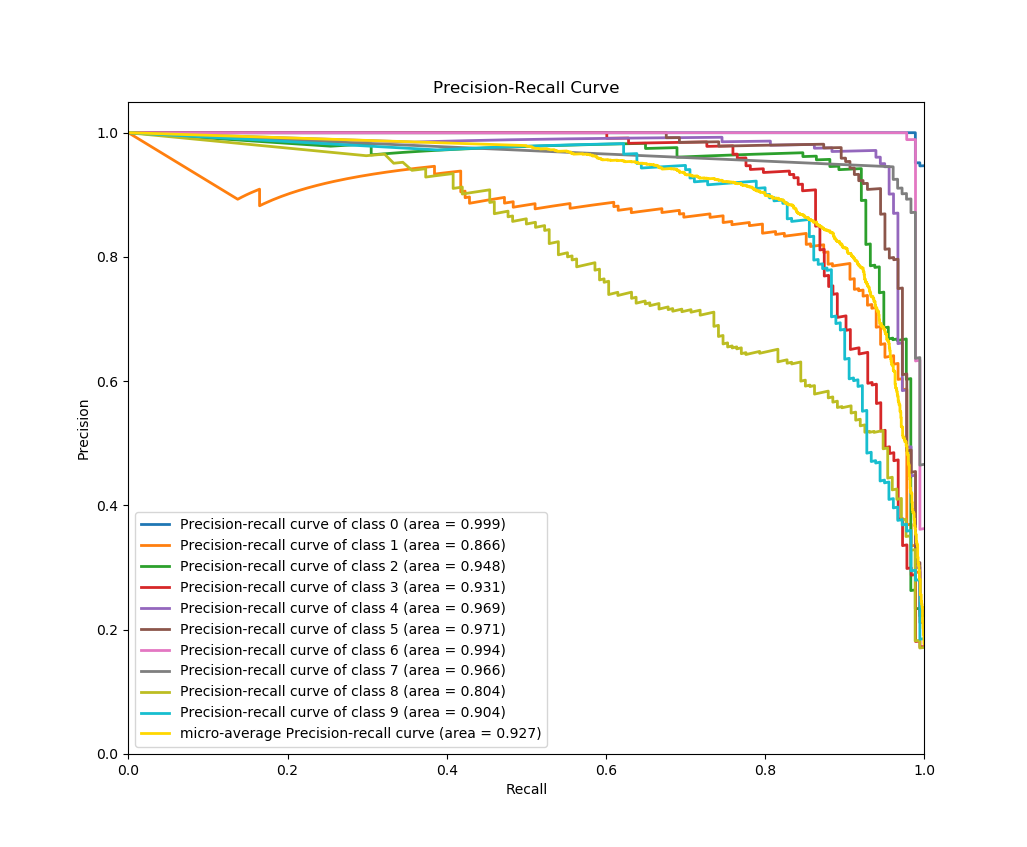 Precision-Recall Curve
Precision
1.0
0.8
0.6
0.4
0.2
0.0
Precision-recall curve of class 0 (area = 0.999)
Precision-recall curve of class 1 (area = 0.866)
Precision-recall curve of class 2 (area = 0.948)
Precision-recall curve of class 3 (area = 0.931)
Precision-recall curve of class 4 (area = 0.969)
Precision-recall curve of class 5 (area = 0.971)
Precision-recall curve of class 6 (area = 0.994)
Precision-recall curve of class 7 (area = 0.966)
Precision-recall curve of class 8 (area = 0.804)
Precision-recall curve of class 9 (area = 0.904)
micro-average Precision-recall curve (area = 0.927)
0.0 0.2 0.4 0.6 0.8 1.0
Recall